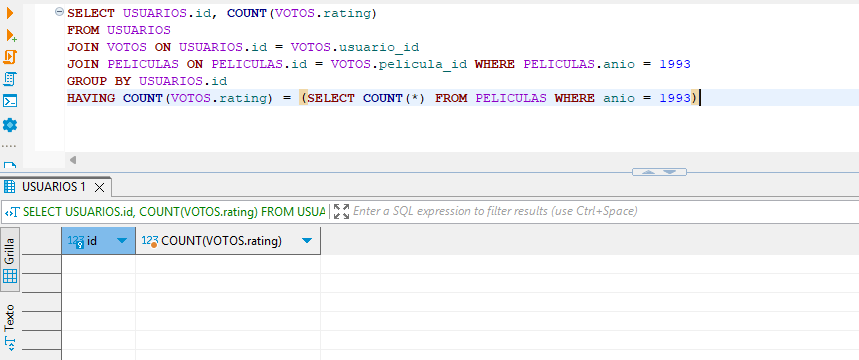 SELECT USUARIOS.id, COUNT(VOTOS.rating)
FROM USUARIOS
JOIN VOTOS ON USUARIOS.id = VOTOS.usuario_id
JOIN PELICULAS ON PELICULAS.id = VOTOS.pelicula_id WHERE PELICULAS.anio = 1993
GROUP BY USUARIOS.id
HAVING COUNT(VOTOS.rating) = (SELECT COUNT(*) FROM PELICULAS WHERE anio = 1993)
USUARIOS 1
SELECT USUARIOS.id, COUNT(VOTOS.rating) FROM USUA
Enter a SQL expression to filter results (use Ctrl+Space)
Grilla
123 id
123 COUNT(VOTOS.rating)
Texto